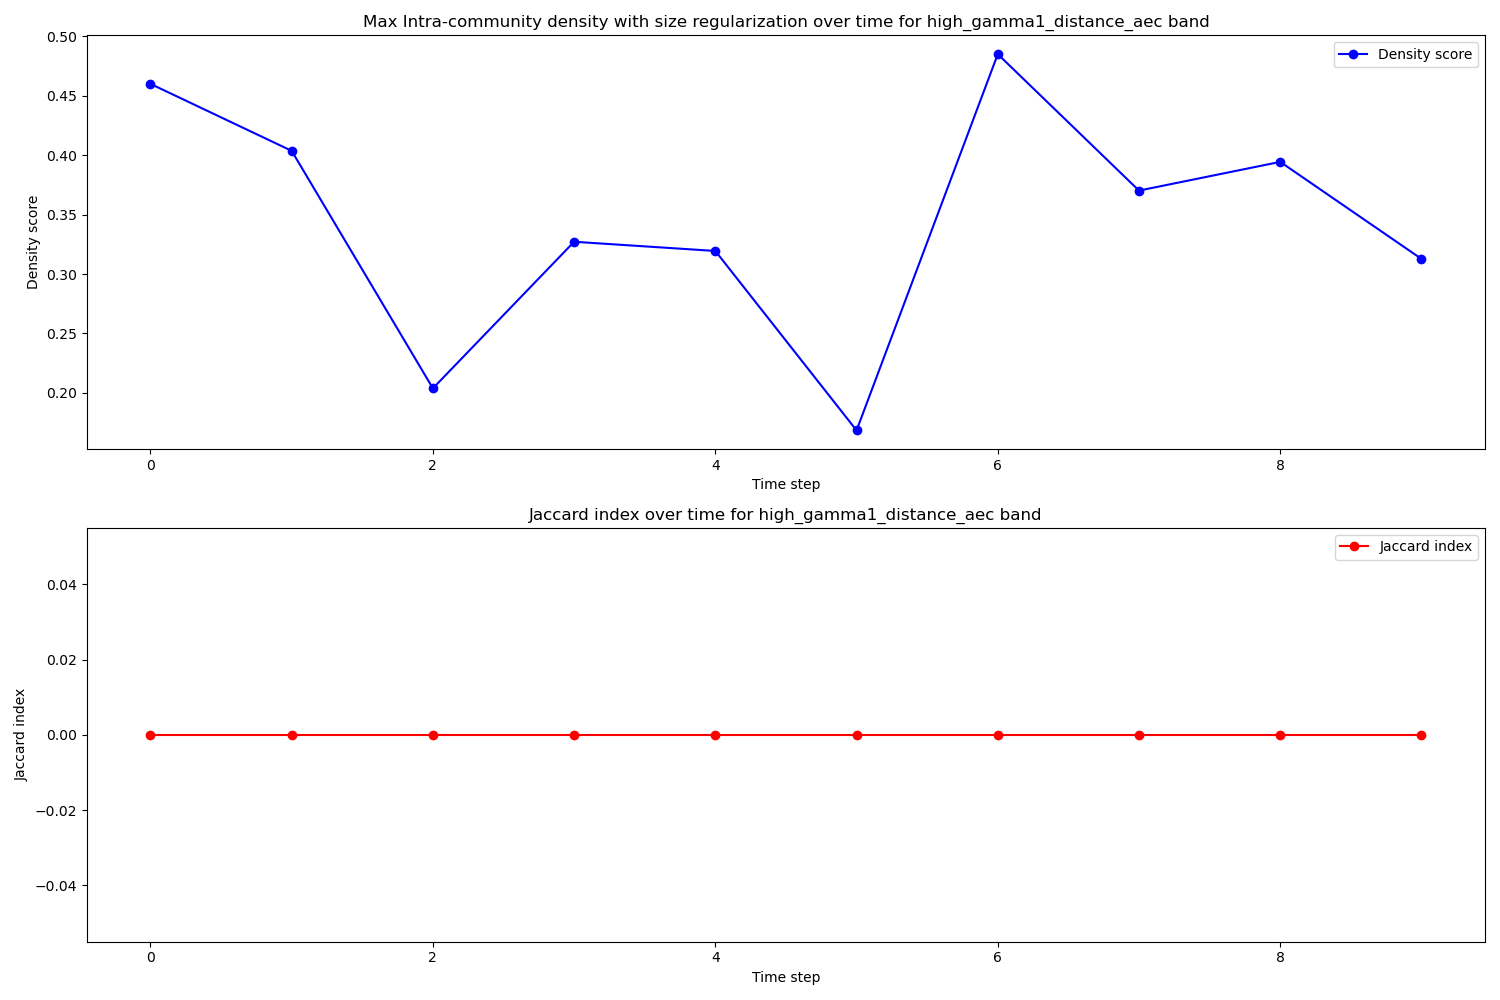 Max Intra-community density with size regularization over time for high_gamma1_distance_aec band
Density score
0.50
0.45
0.40
0.35
0.30
0.25
0.20
Density score
0 2 4 6 8
Time step
Jaccard index over time for high_gamma1_distance_aec band
Jaccard index
0.04
0.02
0.00
−0.02
−0.04
Jaccard index
0 2 4 6 8
Time step